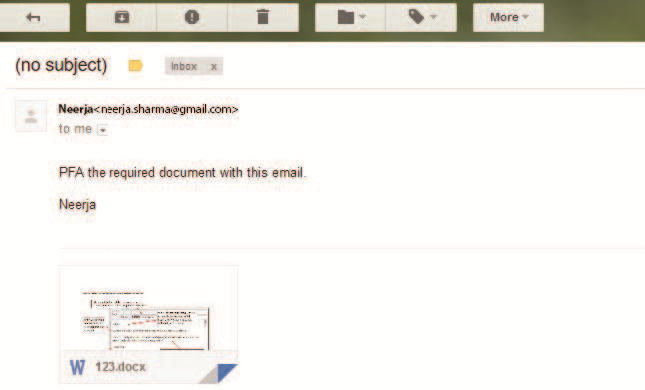 More
(no subject) Inbox x
Neerja<neerja.sharma@gmail.com>
to me
PFA the required document with this email.
Neerja
W 123.docx